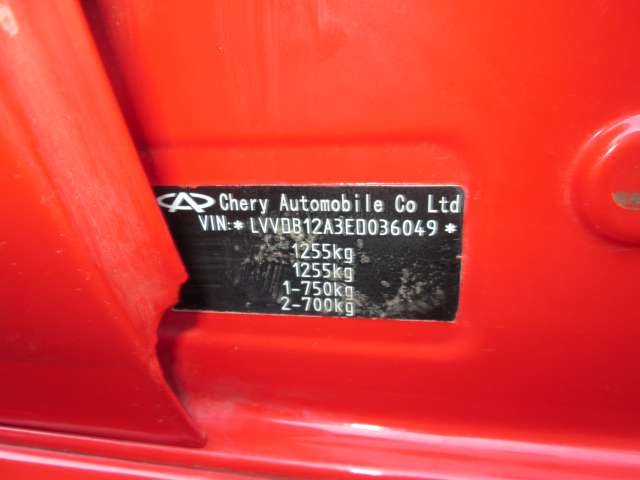 Chery Automobile Co Ltd
VIN:* LVVDB12A3ED036049 *
1255kg
1255kg
1-750kg
2-700kg